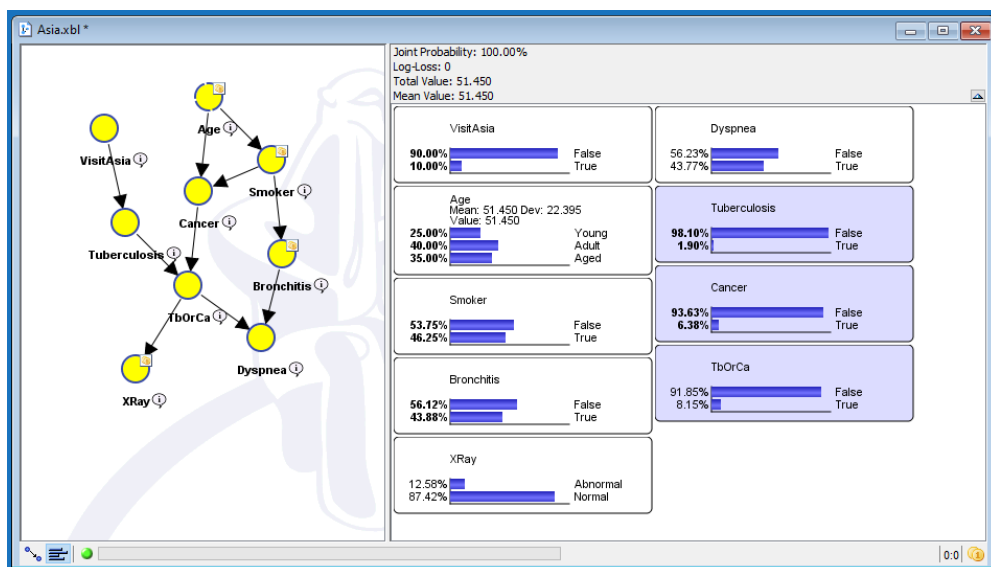 Asia.xbl *
Age
VisitAsia
Smoker
Cancer
Tuberculosis
Bronchitis
TbOrCa
Dyspnea
XRay
Joint Probability: 100.00%
Log-Loss: 0
Total Value: 51.450
Mean Value: 51.450
VisitAsia
90.00% False
10.00% True
Age
Mean: 51.450 Dev: 22.395
Value: 51.450
25.00% Young
40.00% Adult
35.00% Aged
Smoker
53.75% False
46.25% True
Bronchitis
56.12% False
43.88% True
XRay
12.58% Abnormal
87.42% Normal
Dyspnea
56.23% False
43.77% True
Tuberculosis
98.10% False
1.90% True
Cancer
93.63% False
6.38% True
TbOrCa
91.85% False
8.15% True
0:0